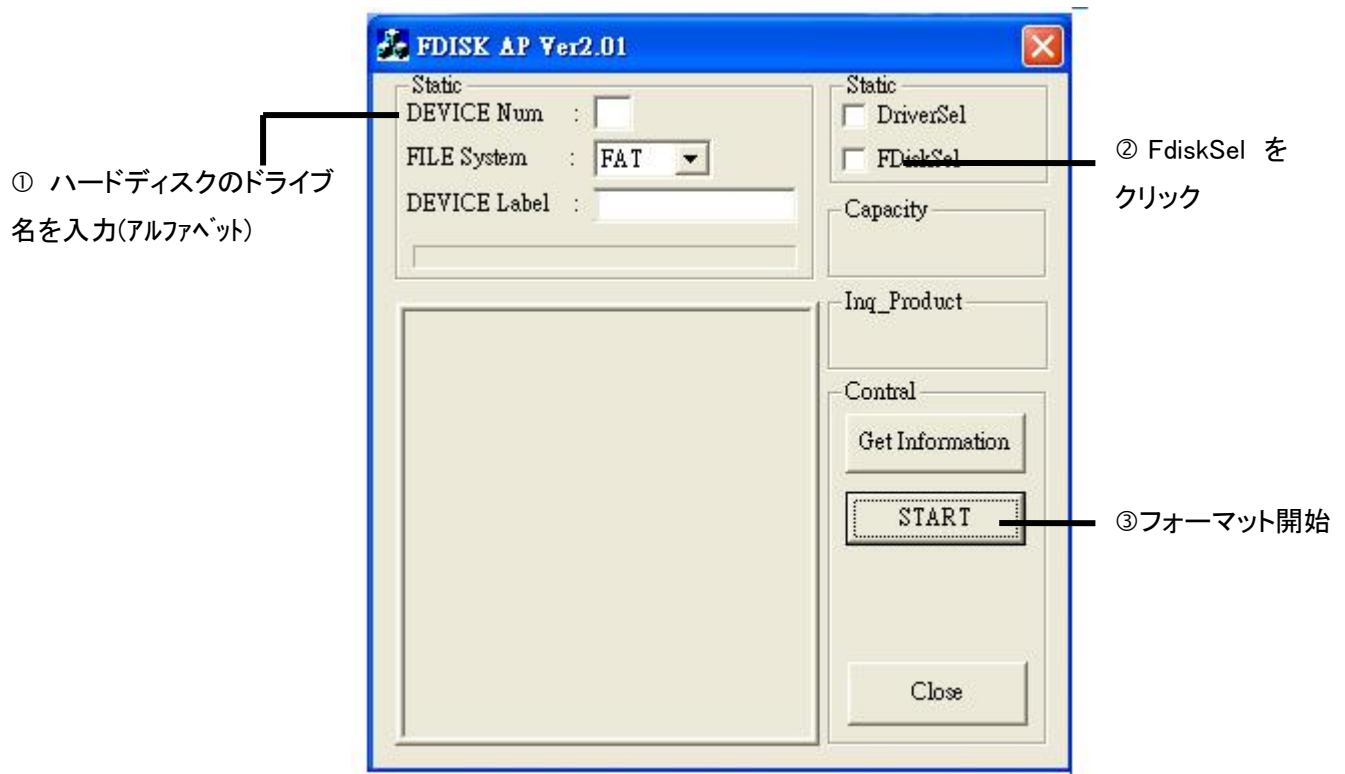 FDISK AP Ver2.01
Static
DEVICE Num :
FILE System : FAT
DEVICE Label :
Static
DriverSel
FDiskSel
Capacity
Inq_Product
Contral
Get Information
START
Close
① ハードディスクのドライブ
名を入力(アルファベット)
② FdiskSel を
クリック
③フォーマット開始